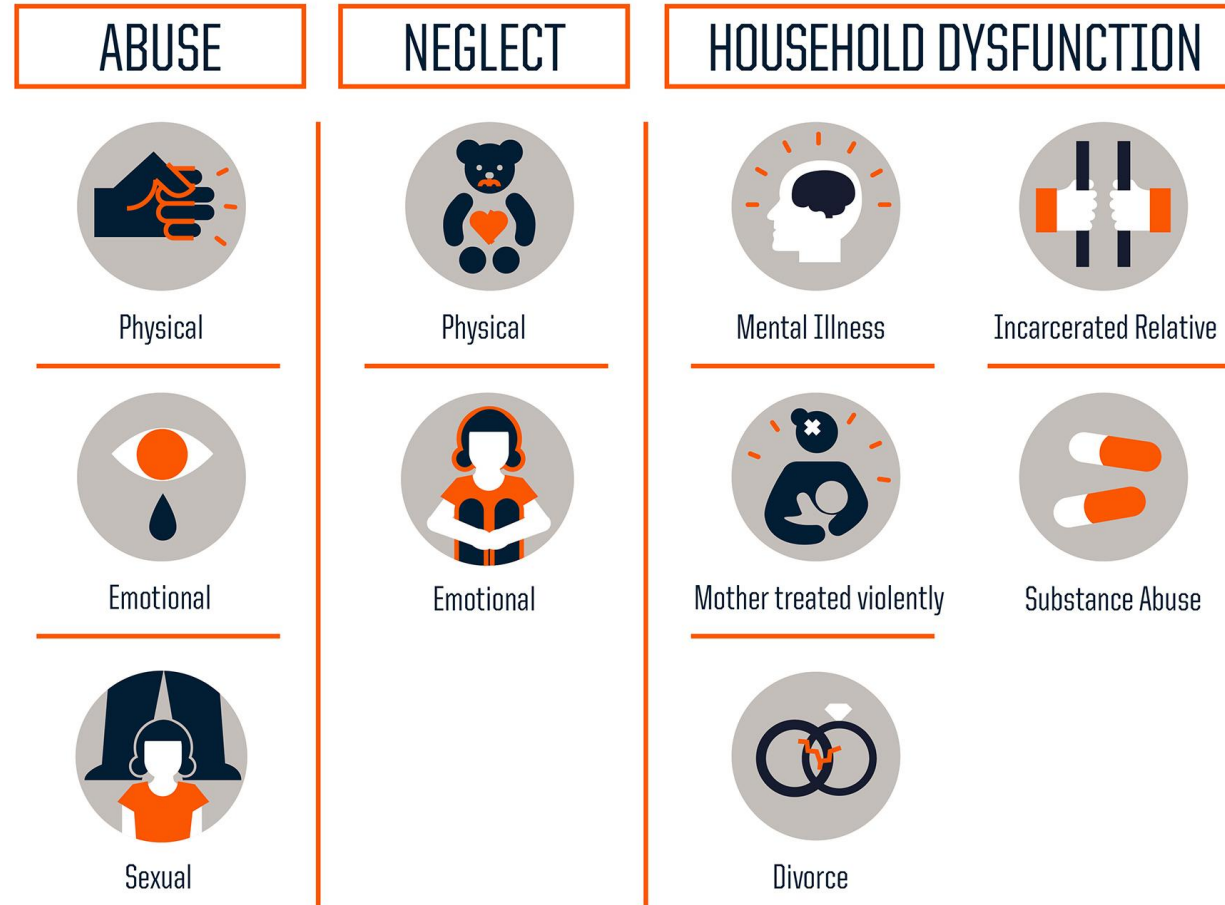 ABUSE
NEGLECT
HOUSEHOLD DYSFUNCTION
Physical
Physical
Mental Illness
Incarcerated Relative
Emotional
Emotional
Mother treated violently
Substance Abuse
Sexual
Divorce